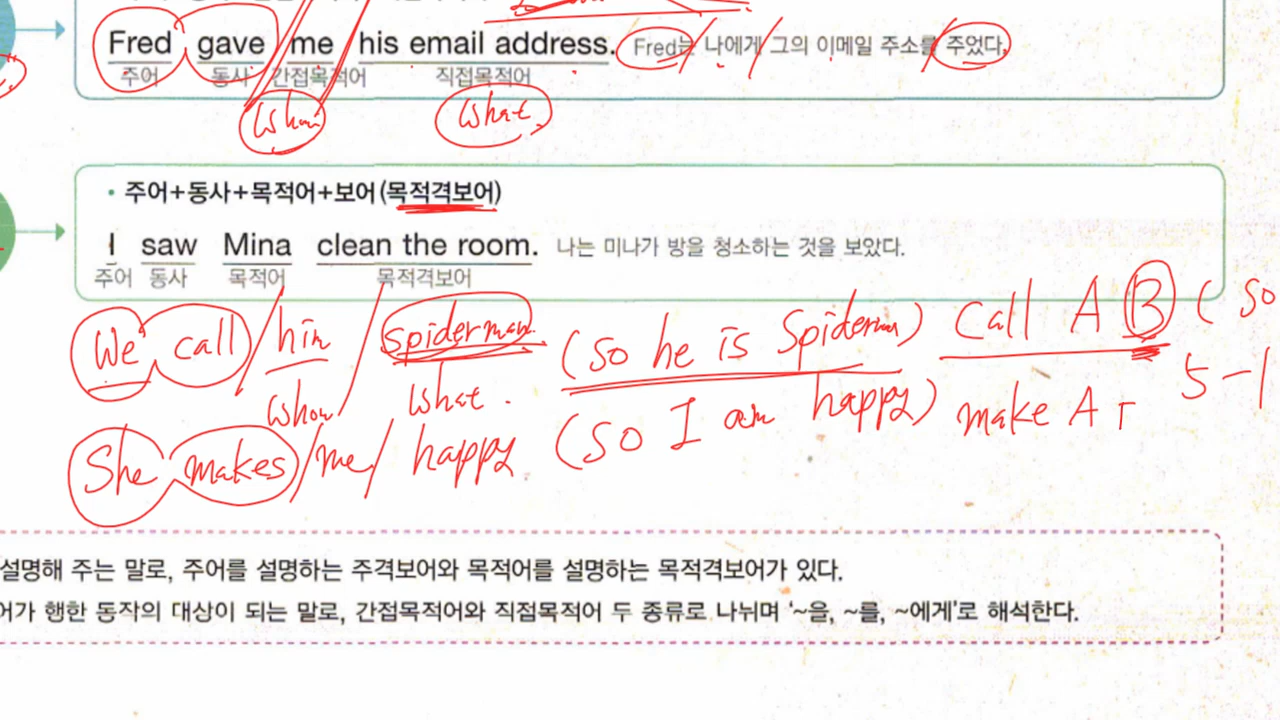 Fred gave me his email address. Fred는 나에게 그의 이메일 주소를 주었다.
주어 동사 간접목적어 직접목적어
whom what
• 주어+동사+목적어+보어(목적격보어)
I saw Mina clean the room. 나는 미나가 방을 청소하는 것을 보았다.
주어 동사 목적어 목적격보어
We call him spiderman (so he is Spiderman) call A B (so
whom what. 5-1
She makes me happy (so I am happy) make A
설명해 주는 말로, 주어를 설명하는 주격보어와 목적어를 설명하는 목적격보어가 있다.
어가 행한 동작의 대상이 되는 말로, 간접목적어와 직접목적어 두 종류로 나뉘며 '~을, ~를, ~에게'로 해석한다.